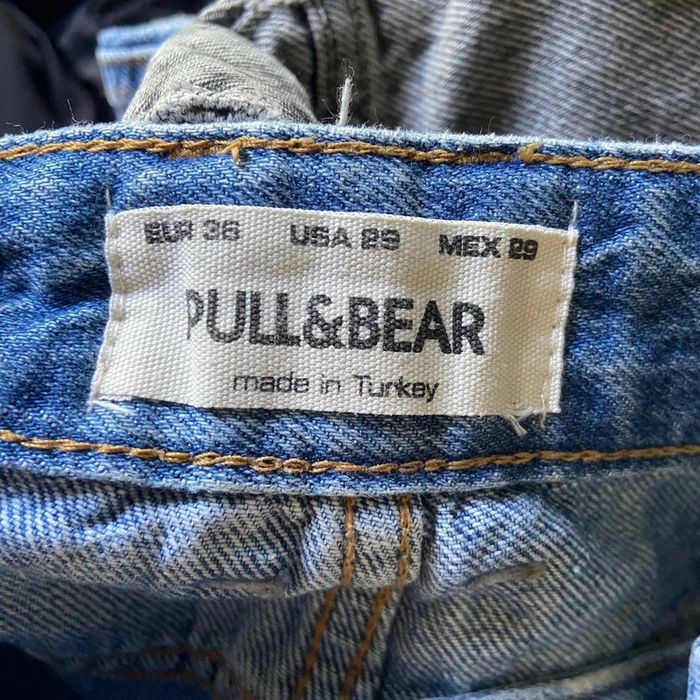 EUR 36 USA 29 MEX 29
PULL&BEAR
made in Turkey